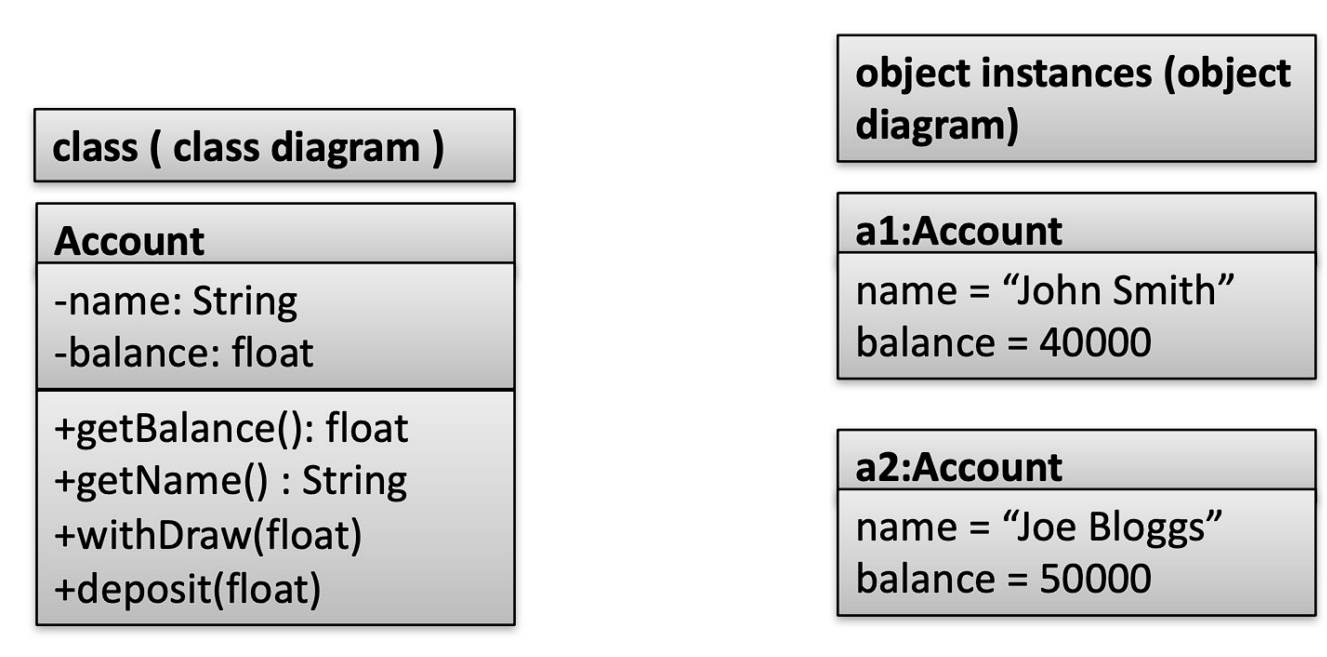 class ( class diagram )
Account
-name: String
-balance: float
+getBalance(): float
+getName() : String
+withDraw(float)
+deposit(float)
object instances (object
diagram)
a1:Account
name = “John Smith”
balance = 40000
a2:Account
name = “Joe Bloggs”
balance = 50000